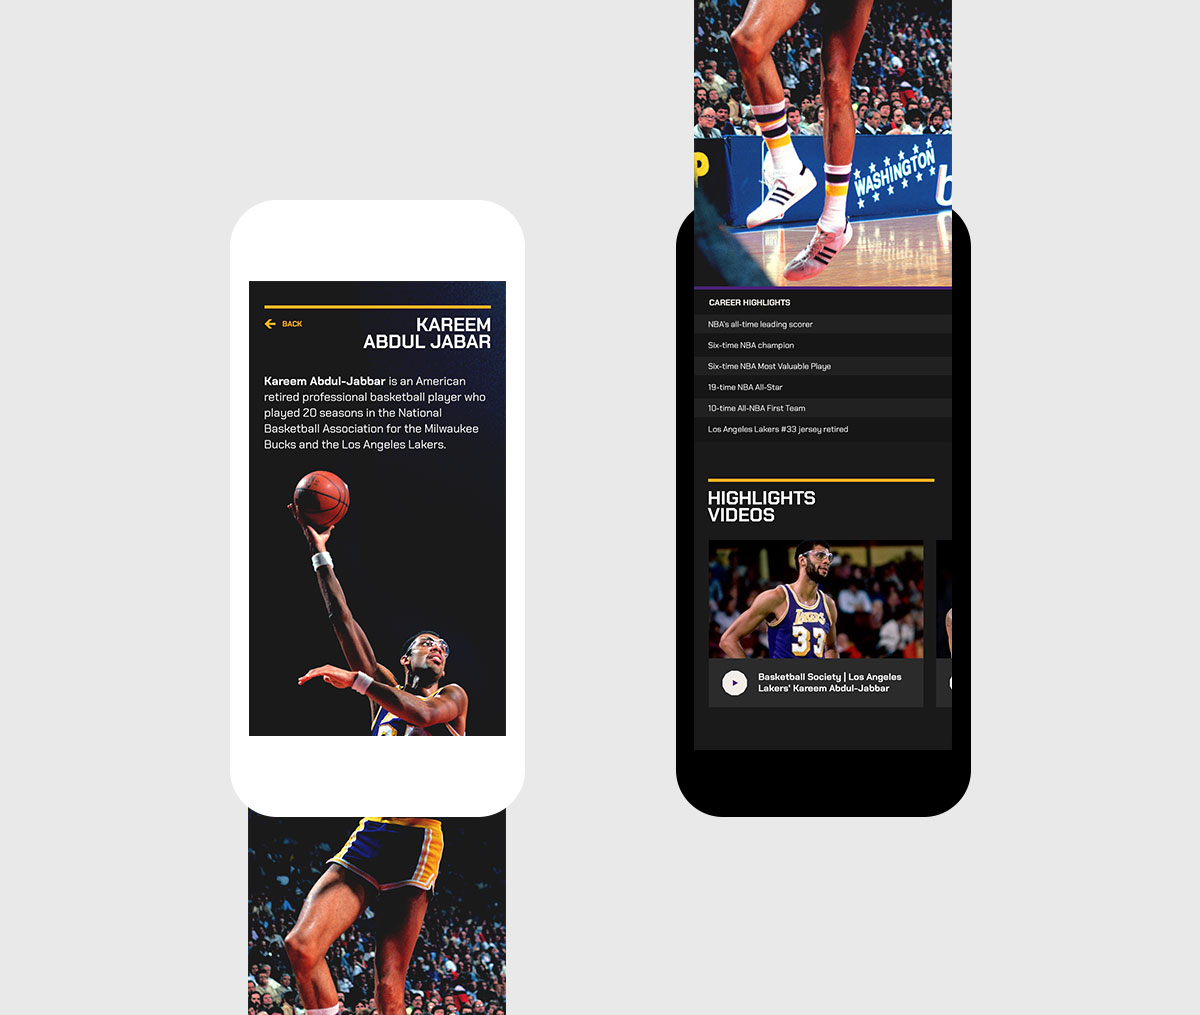 BACK
KAREEM
ABDUL JABAR
Kareem Abdul-Jabbar is an American
retired professional basketball player who
played 20 seasons in the National
Basketball Association for the Milwaukee
Bucks and the Los Angeles Lakers.
P
WASHINGTON
b
CAREER HIGHLIGHTS
NBA's all-time leading scorer
Six-time NBA champion
Six-time NBA Most Valuable Playe
19-time NBA All-Star
10-time All-NBA First Team
Los Angeles Lakers #33 jersey retired
HIGHLIGHTS
VIDEOS
LAKERS
33
Basketball Society | Los Angeles
Lakers' Kareem Abdul-Jabbar